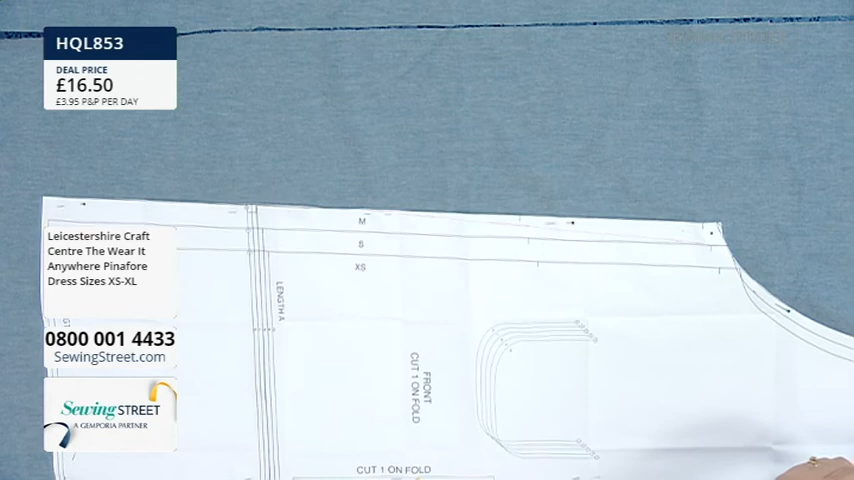 HQL853
DEAL PRICE
£16.50
£3.95 P&P PER DAY
M
S
XS
Leicestershire Craft
Centre The Wear It
Anywhere Pinafore
Dress Sizes XS-XL
LENGTH A
0800 001 4433
SewingStreet.com
FRONT
CUT 1 ON FOLD
Sewing STREET
A GEMPORIA PARTNER
CUT 1 ON FOLD